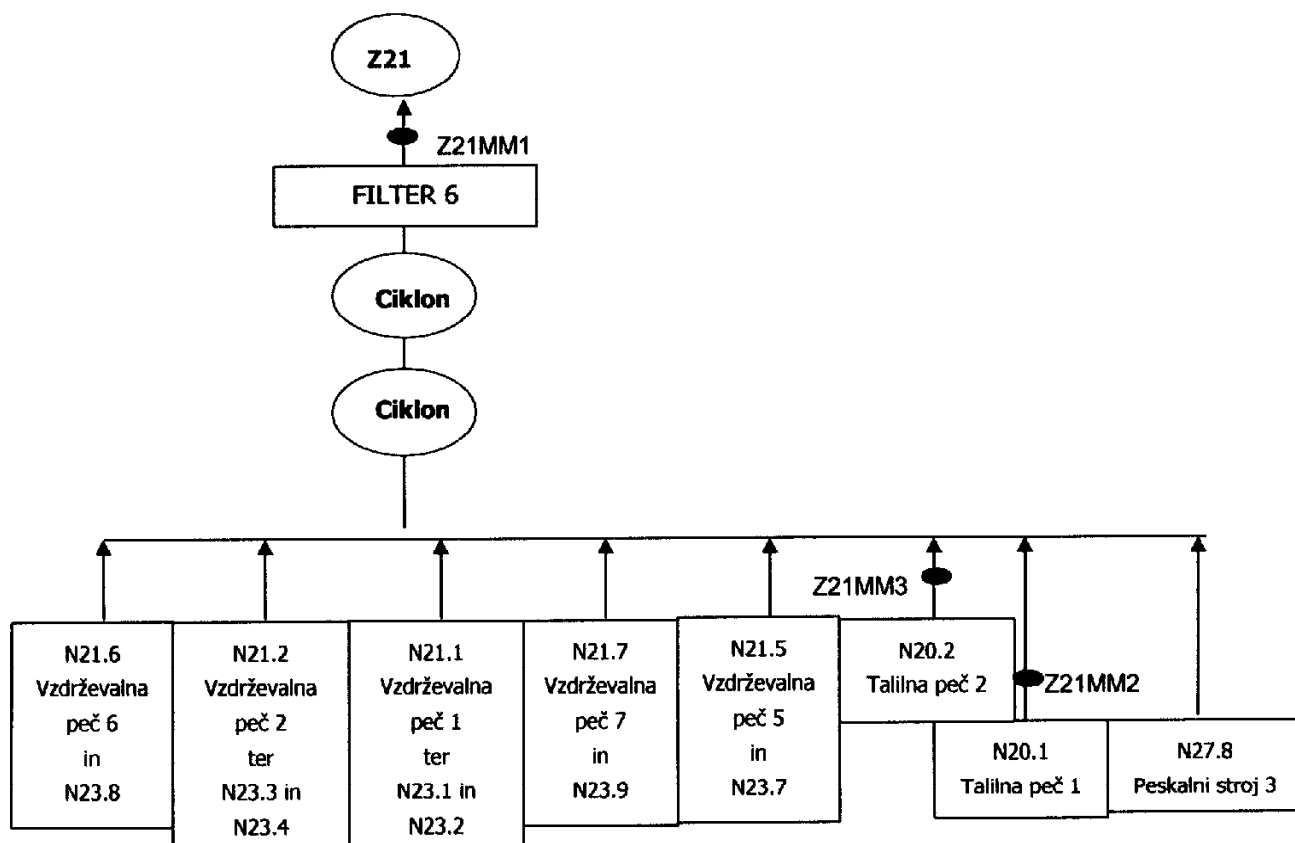 Z21
Z21MM1
FILTER 6
Ciklon
Ciklon
Z21MM3
N21.6
Vzdrževalna
peč 6
in
N23.8
N21.2
Vzdrževalna
peč 2
ter
N23.3 in
N23.4
N21.1
Vzdrževalna
peč 1
ter
N23.1 in
N23.2
N21.7
Vzdrževalna
peč 7
in
N23.9
N21.5
Vzdrževalna
peč 5
in
N23.7
N20.2
Talilna peč 2
Z21MM2
N20.1
Talilna peč 1
N27.8
Peskalni stroj 3